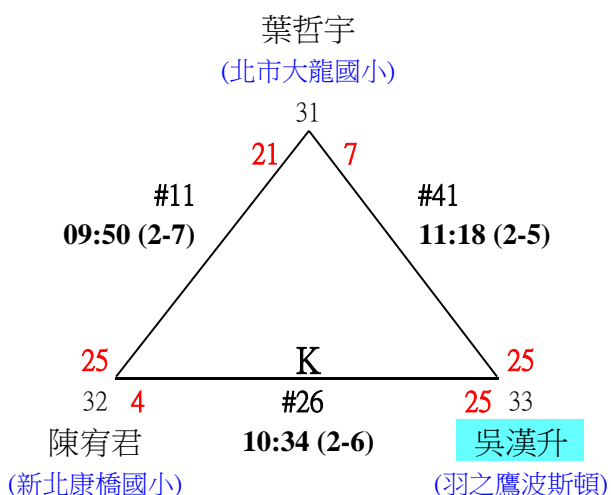 葉哲宇
(北市大龍國小)
31
21 7
#11 #41
09:50 (2-7) 11:18 (2-5)
25 K 25
32 4 #26 25 33
陳宥君 10:34 (2-6) 吳漢升
(新北康橋國小) (羽之鷹波斯頓)